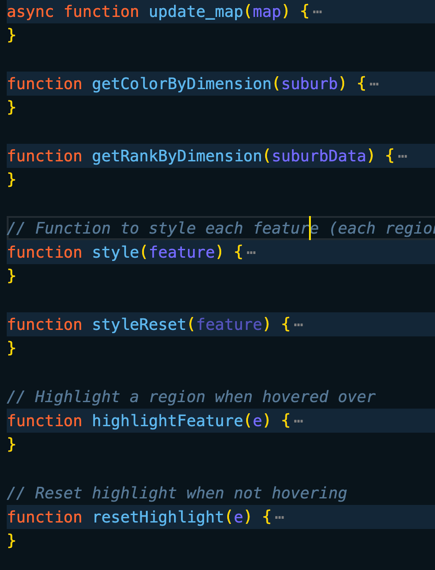 async function update_map(map) {⋯
}
function getColorByDimension(suburb) {⋯
}
function getRankByDimension(suburbData) {⋯
}
// Function to style each feature (each region
function style(feature) {⋯
}
function styleReset(feature) {⋯
}
// Highlight a region when hovered over
function highlightFeature(e) {⋯
}
// Reset highlight when not hovering
function resetHighlight(e) {⋯
}